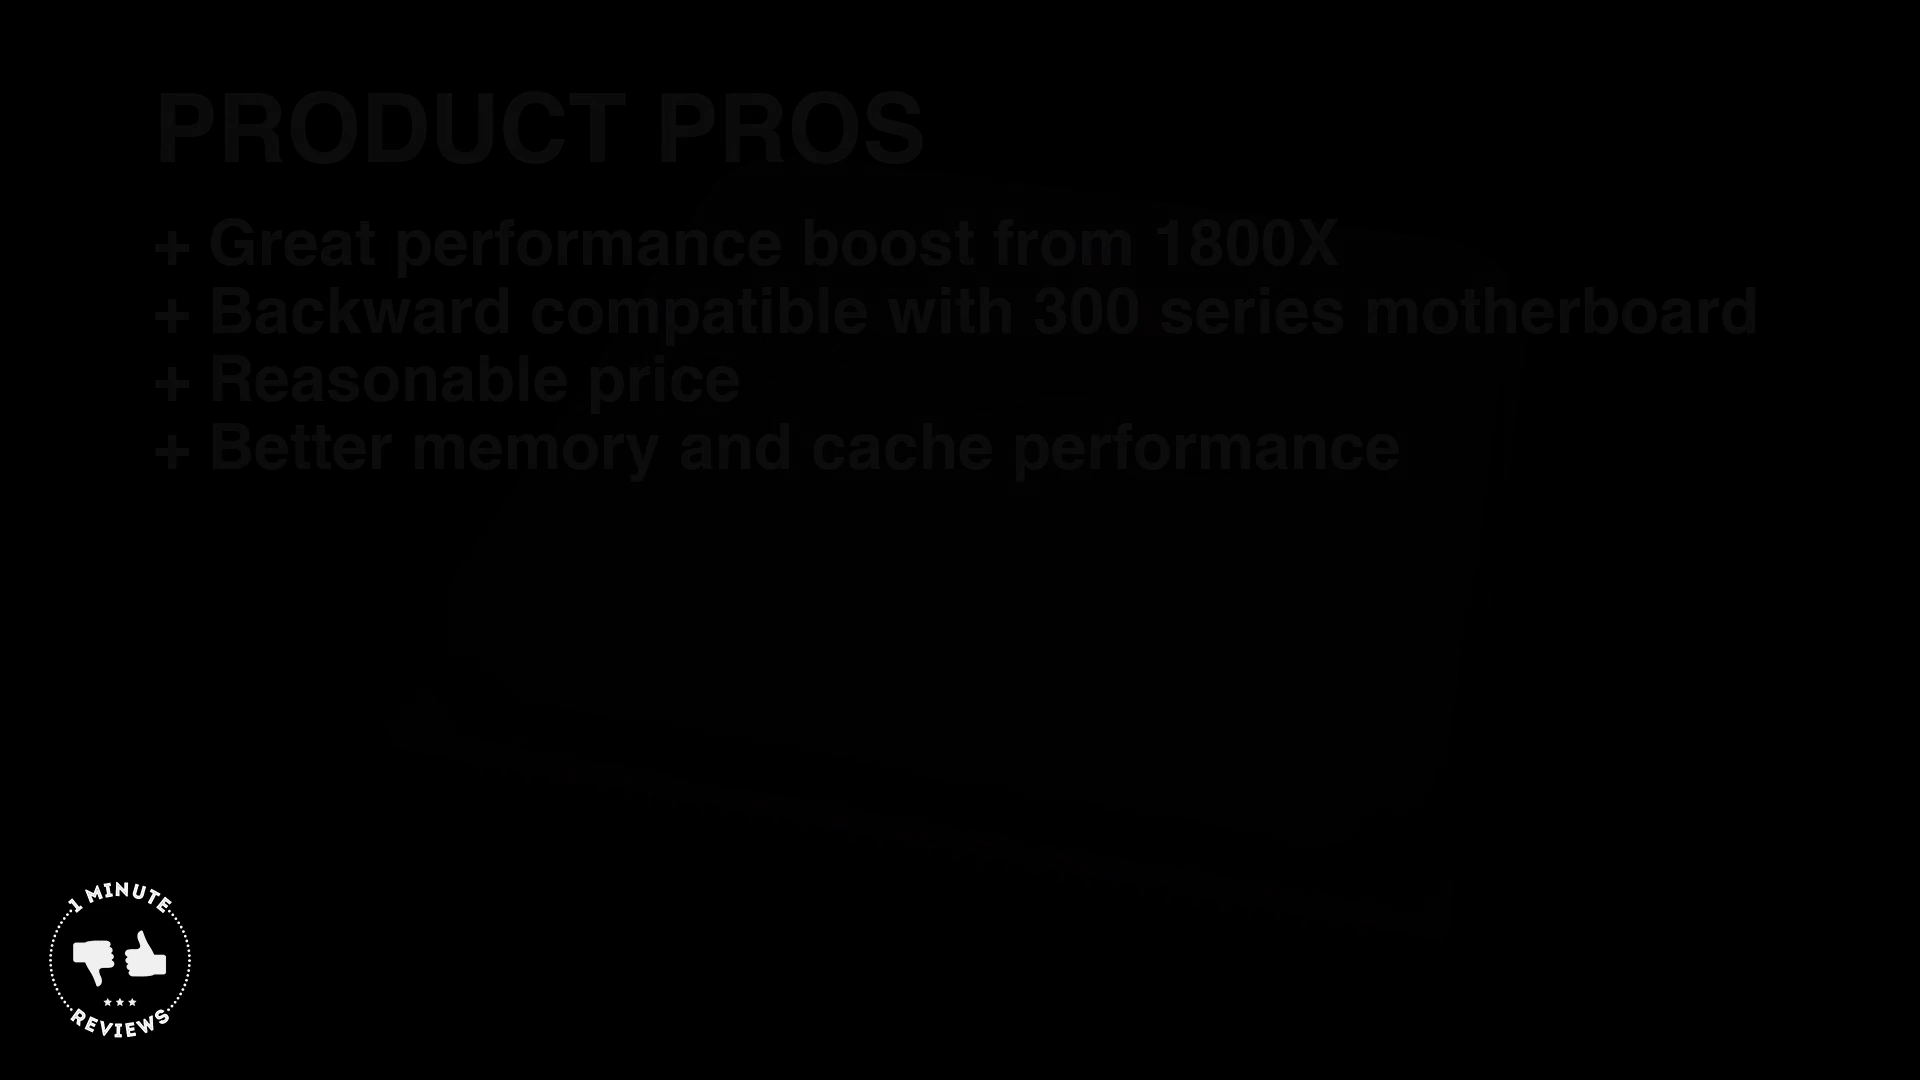 PRODUCT PROS
+ Great performance boost from 1800X
+ Backward compatible with 300 series motherboard
+ Reasonable price
+ Better memory and cache performance
1 MINUTE
REVIEWS